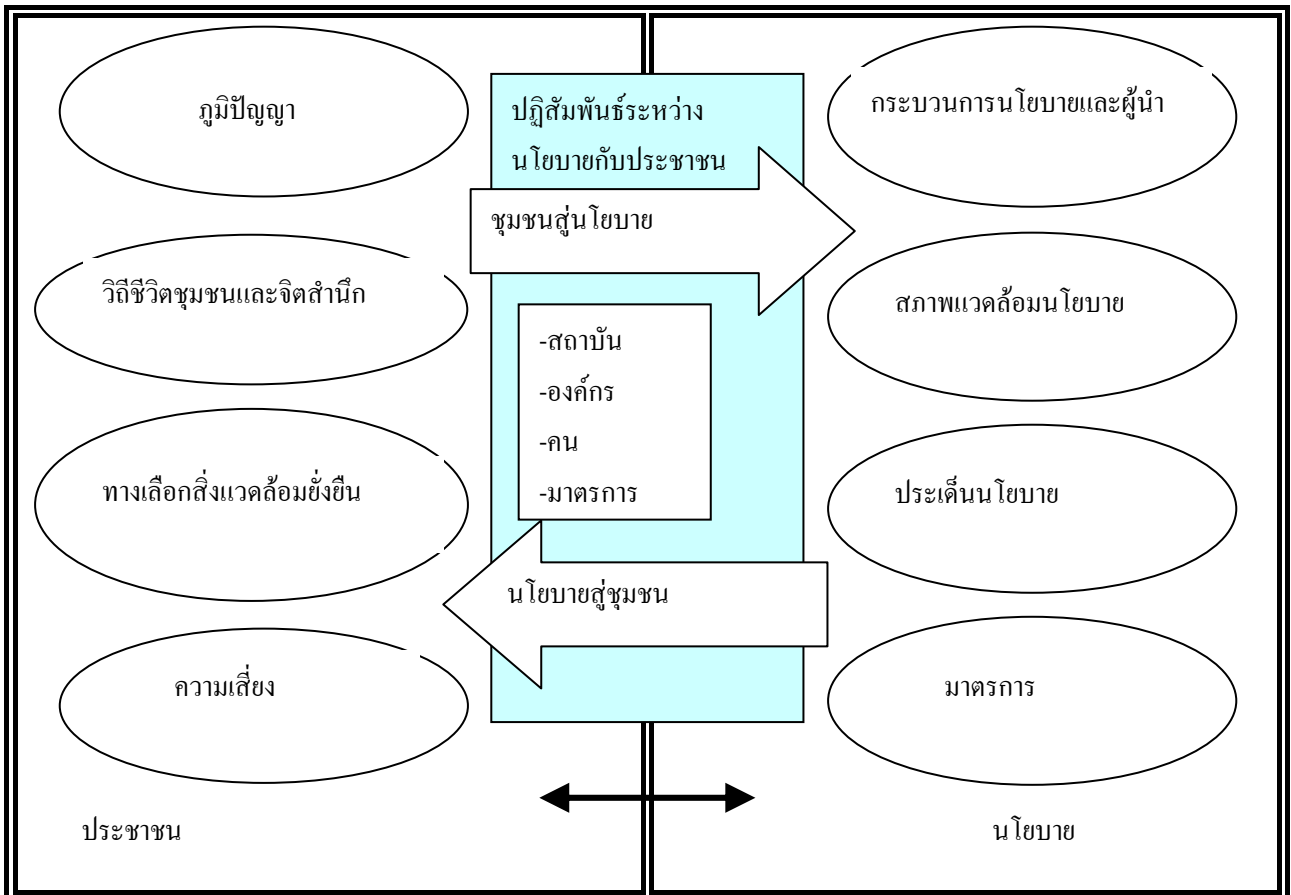 ภูมิปัญญา
วิถีชีวิตชุมชนและจิตสำนึก
ทางเลือกสิ่งแวดล้อมยั่งยืน
ความเสี่ยง
ประชาชน
ปฏิสัมพันธ์ระหว่าง
นโยบายกับประชาชน
ชุมชนสู่นโยบาย
-สถาบัน
-องค์กร
-คน
-มาตรการ
นโยบายสู่ชุมชน
กระบวนการนโยบายและผู้นำ
สภาพแวดล้อมนโยบาย
ประเด็นนโยบาย
มาตรการ
นโยบาย